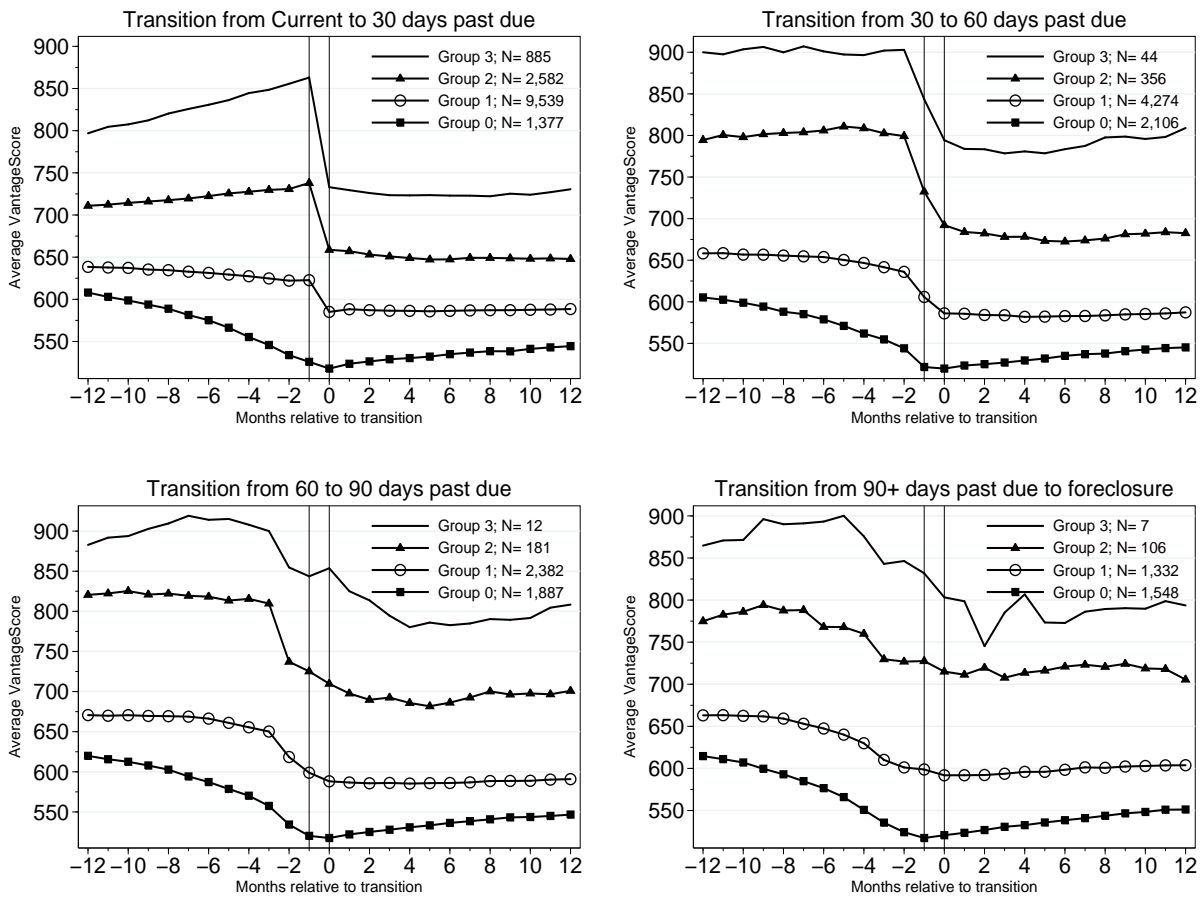 Transition from Current to 30 days past due
900
850
800
750
700
650
600
550
Average VantageScore
Group 3; N= 885
Group 2; N= 2,582
Group 1; N= 9,539
Group 0; N= 1,377
−12 −10 −8 −6 −4 −2 0 2 4 6 8 10 12
Months relative to transition
Transition from 30 to 60 days past due
900
850
800
750
700
650
600
550
Average VantageScore
Group 3; N= 44
Group 2; N= 356
Group 1; N= 4,274
Group 0; N= 2,106
−12 −10 −8 −6 −4 −2 0 2 4 6 8 10 12
Months relative to transition
Transition from 60 to 90 days past due
900
850
800
750
700
650
600
550
Average VantageScore
Group 3; N= 12
Group 2; N= 181
Group 1; N= 2,382
Group 0; N= 1,887
−12 −10 −8 −6 −4 −2 0 2 4 6 8 10 12
Months relative to transition
Transition from 90+ days past due to foreclosure
900
850
800
750
700
650
600
550
Average VantageScore
Group 3; N= 7
Group 2; N= 106
Group 1; N= 1,332
Group 0; N= 1,548
−12 −10 −8 −6 −4 −2 0 2 4 6 8 10 12
Months relative to transition